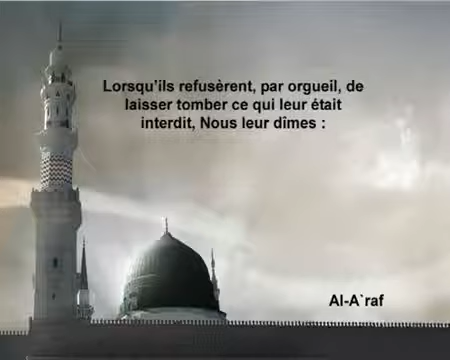 Lorsqu'ils refusèrent, par orgueil, de
laisser tomber ce qui leur était
interdit, Nous leur dîmes :
Al-A`raf